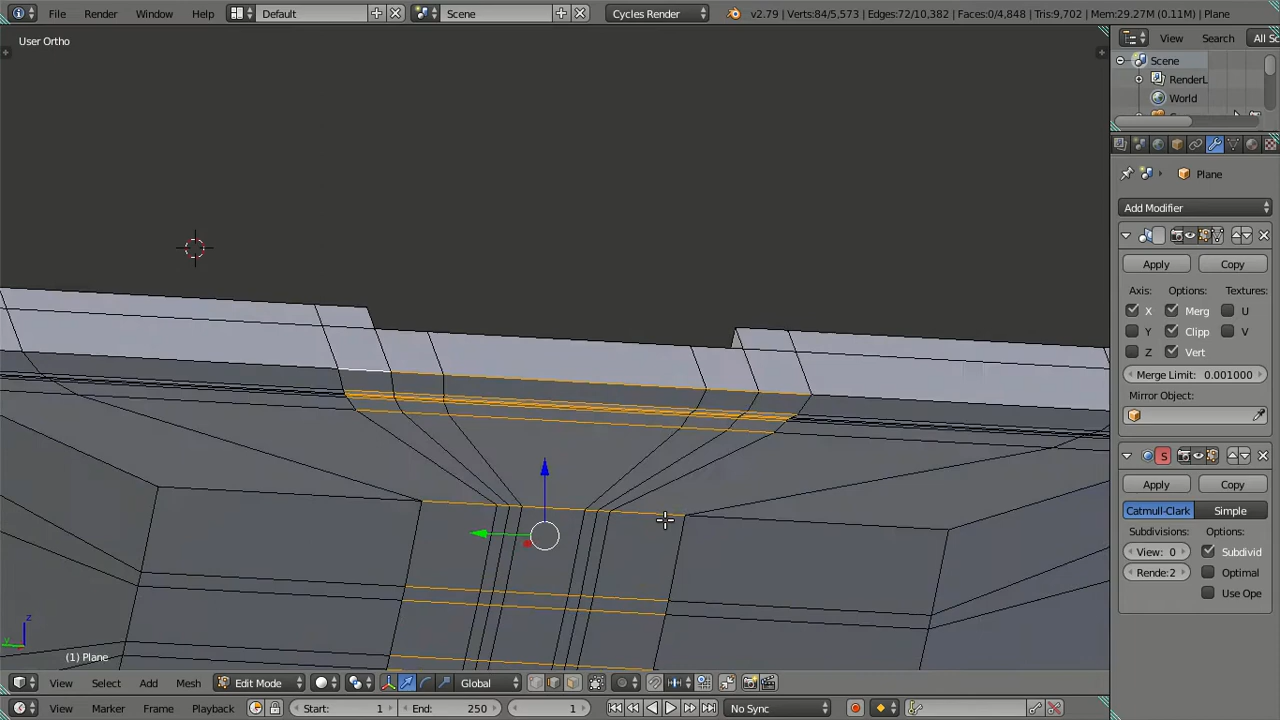 File Render Window Help Default Scene Cycles Render v2.79 | Verts:84/5,573 | Edges:72/10,382 | Faces:0/4,848 | Tris:9,702 | Mem:29.27M (0.11M) | Plane
User Ortho
View Search All Sc
Scene
RenderL
World
Plane
Add Modifier
Apply Copy
Axis: Options: Textures:
X Merg U
Y Clipp V
Z Vert
Merge Limit: 0.001000
Mirror Object:
S
Apply Copy
Catmull-Clark Simple
Subdivisions: Options:
View: 0 Subdivid
Rende:2 Optimal
Use Ope
z
y
(1) Plane
View Select Add Mesh Edit Mode Global
View Marker Frame Playback Start: 1 End: 250 1 No Sync